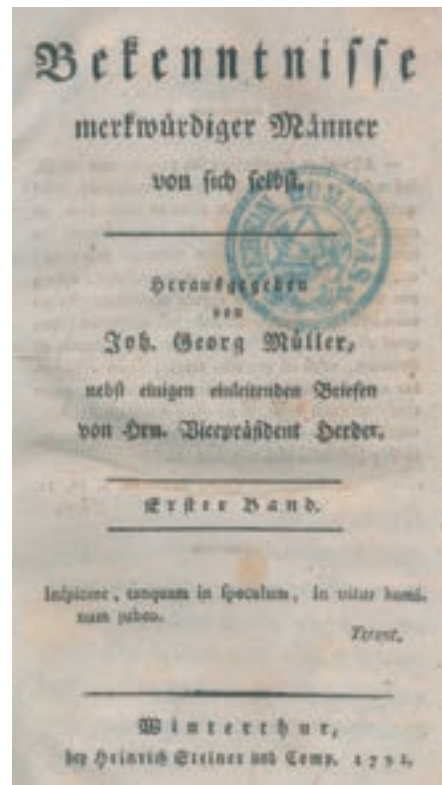 Bekenntnisse
merkwürdiger Männer
von sich selbst.
VEREIN HUMANITAS
Herausgegeben
von
Joh. Georg Müller,
nebst einigen einleitenden Briefen
von Hrn. Vicepräsident Herder.
Erster Band.
Inspicere, tanquam in speculum, in vitas homi-
num jubeo.
Terent.
Winterthur,
bey Heinrich Steiner und Comp. 1791.